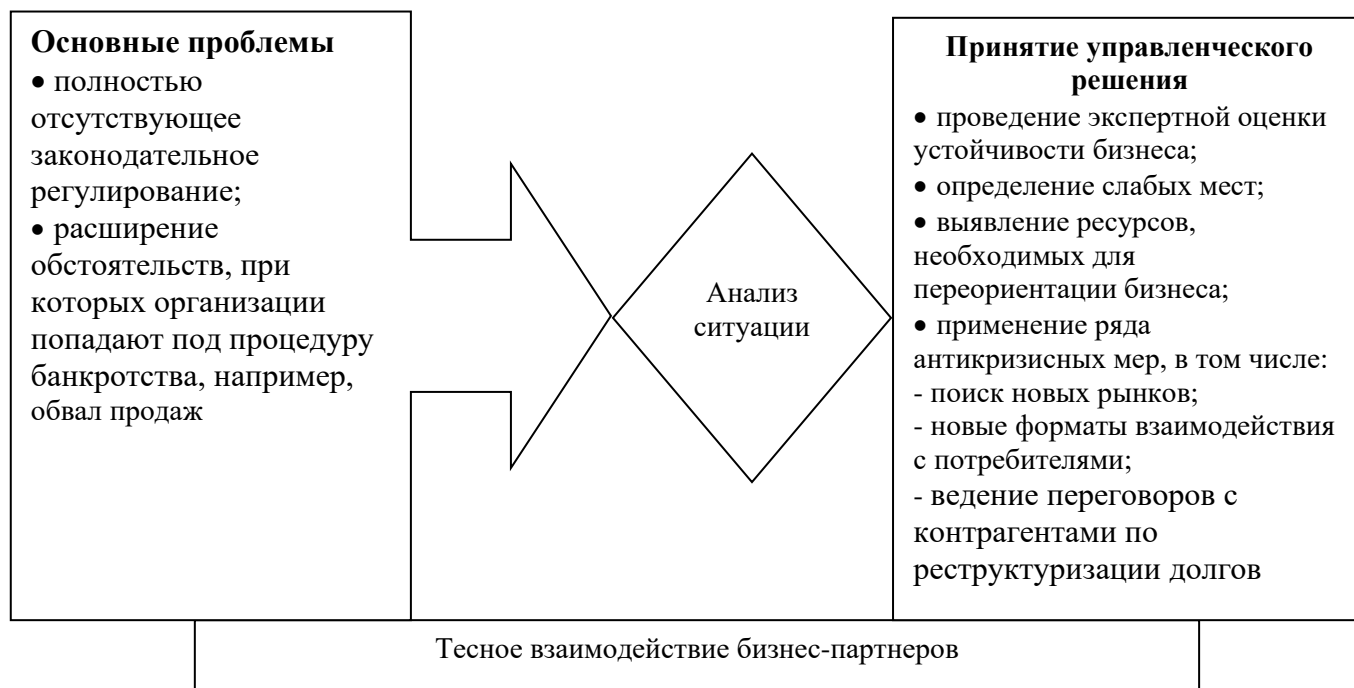 Основные проблемы
• полностью
отсутствующее
законодательное
регулирование;
• расширение
обстоятельств, при
которых организации
попадают под процедуру
банкротства, например,
обвал продаж
Анализ
ситуации
Принятие управленческого
решения
• проведение экспертной оценки
устойчивости бизнеса;
• определение слабых мест;
• выявление ресурсов,
необходимых для
переориентации бизнеса;
• применение ряда
антикризисных мер, в том числе:
- поиск новых рынков;
- новые форматы взаимодействия
с потребителями;
- ведение переговоров с
контрагентами по
реструктуризации долгов
Тесное взаимодействие бизнес-партнеров